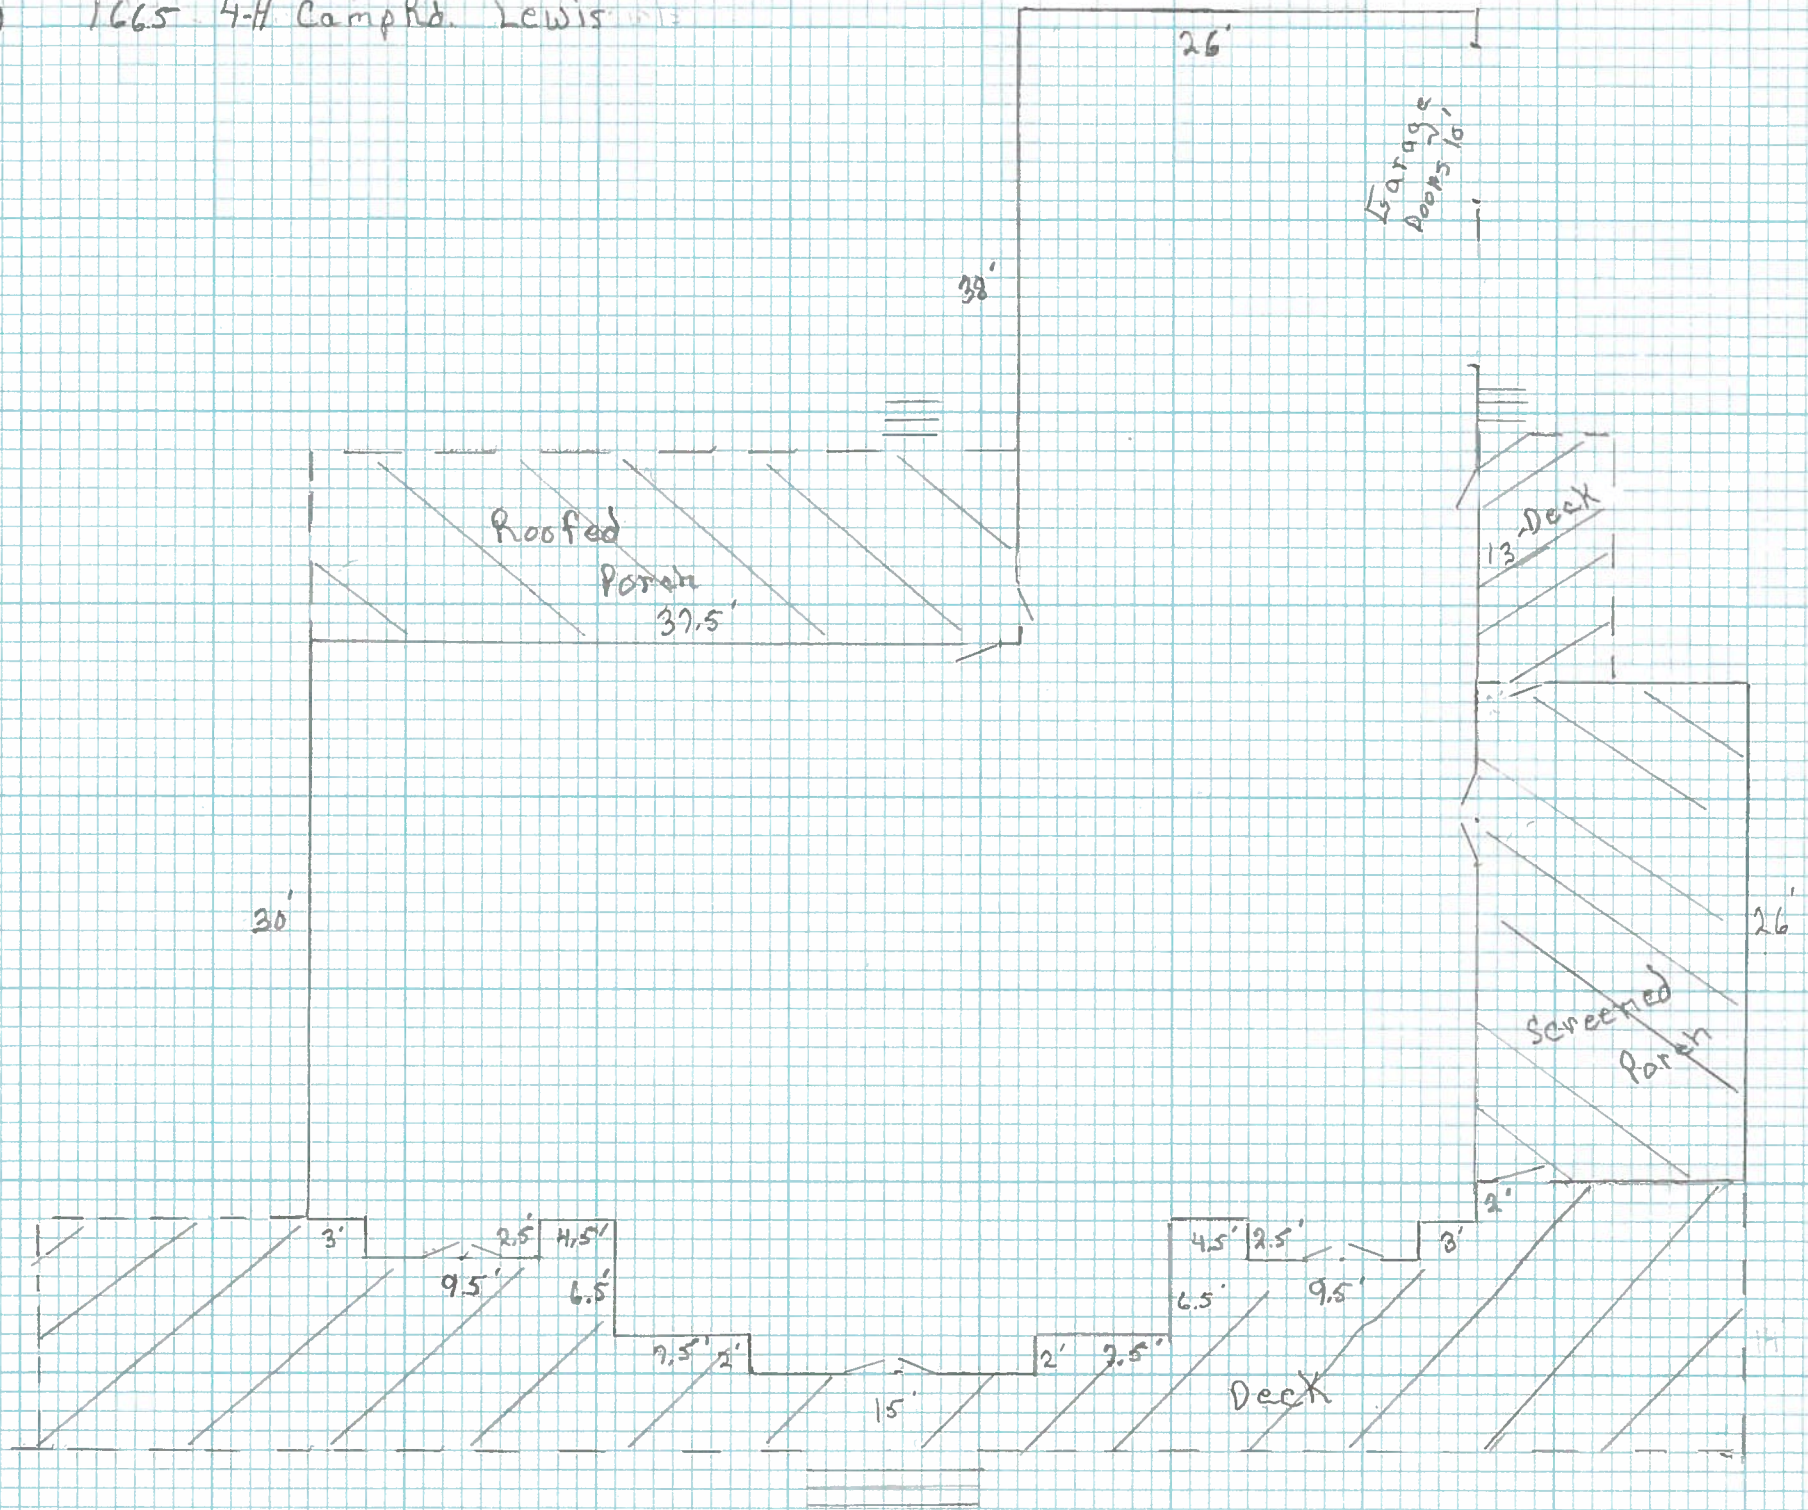 1665 4-H Camp Rd. Lewis
26'
Garage
Doors 10'
38'
Roofed
Porch
37.5'
Deck
13'
30'
26'
Screened
Porch
2'
3'
2.5'
4.5'
9.5'
6.5'
7.5'
2'
15'
2'
7.5'
4.5'
2.5'
6.5'
9.5'
3'
Deck